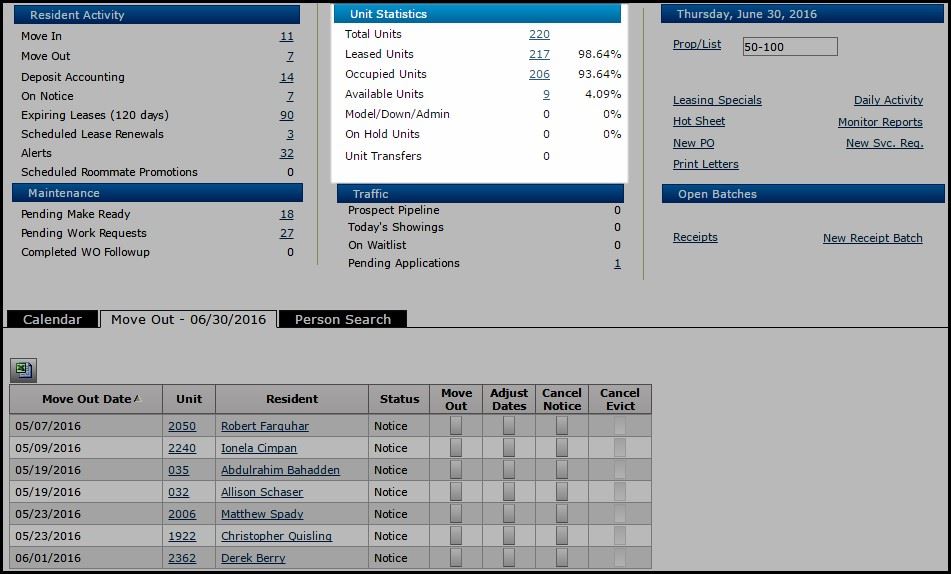 Resident Activity
Move In 11
Move Out 7
Deposit Accounting 14
On Notice 7
Expiring Leases (120 days) 90
Scheduled Lease Renewals 3
Alerts 32
Scheduled Roommate Promotions 0
Maintenance
Pending Make Ready 18
Pending Work Requests 27
Completed WO Followup 0
Unit Statistics
Total Units 220
Leased Units 217 98.64%
Occupied Units 206 93.64%
Available Units 9 4.09%
Model/Down/Admin 0 0%
On Hold Units 0 0%
Unit Transfers 0
Traffic
Prospect Pipeline 0
Today's Showings 0
On Waitlist 0
Pending Applications 1
Thursday, June 30, 2016
Prop/List 50-100
Leasing Specials Daily Activity
Hot Sheet Monitor Reports
New PO New Svc. Req.
Print Letters
Open Batches
Receipts New Receipt Batch
Calendar Move Out - 06/30/2016 Person Search
Move Out Date Unit Resident Status Move Out Adjust Dates Cancel Notice Cancel Evict
05/07/2016 2050 Robert Farquhar Notice
05/09/2016 2240 Ionela Cimpan Notice
05/19/2016 035 Abdulrahim Bahadden Notice
05/19/2016 032 Allison Schaser Notice
05/23/2016 2006 Matthew Spady Notice
05/23/2016 1922 Christopher Quisling Notice
06/01/2016 2362 Derek Berry Notice